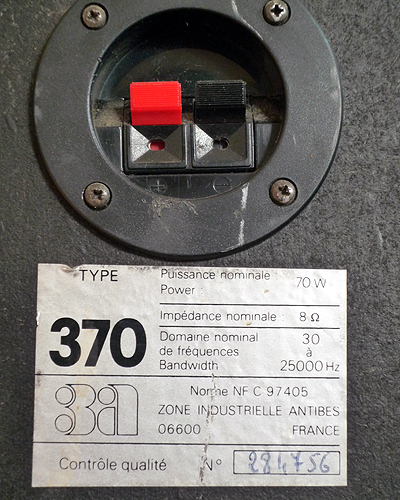 + −
TYPE
370
Puissance nominale :
Power : 70 W
Impédance nominale : 8 Ω
Domaine nominal 30
de fréquences à
Bandwidth 25000 Hz
3a
Norme NF C 97405
ZONE INDUSTRIELLE ANTIBES
06600 FRANCE
Contrôle qualité N° 284756